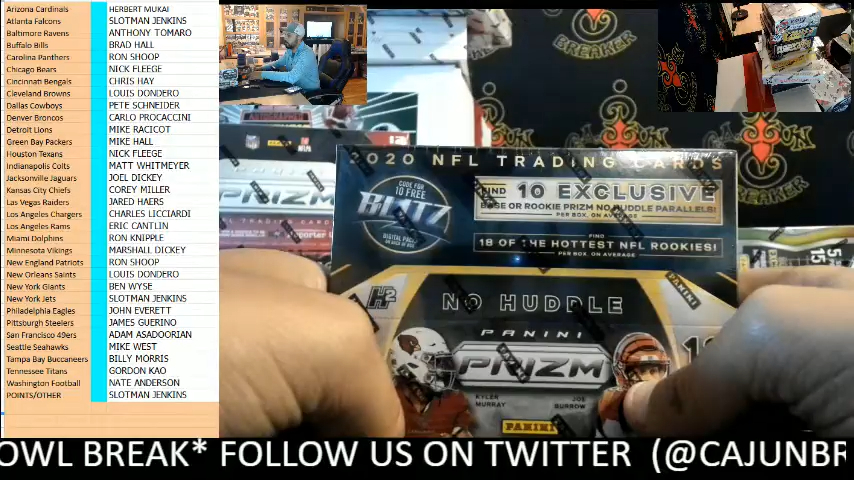 Arizona Cardinals HERBERT MUKAI
Atlanta Falcons SLOTMAN JENKINS
Baltimore Ravens ANTHONY TOMARO
Buffalo Bills BRAD HALL
Carolina Panthers RON SHOOP
Chicago Bears NICK FLEEGE
Cincinnati Bengals CHRIS HAY
Cleveland Browns LOUIS DONDERO
Dallas Cowboys PETE SCHNEIDER
Denver Broncos CARLO PROCACCINI
Detroit Lions MIKE RACICOT
Green Bay Packers MIKE HALL
Houston Texans NICK FLEEGE
Indianapolis Colts MATT WHITMEYER
Jacksonville Jaguars JOEL DICKEY
Kansas City Chiefs COREY MILLER
Las Vegas Raiders JARED HAERS
Los Angeles Chargers CHARLES LICCIARDI
Los Angeles Rams ERIC CANTLIN
Miami Dolphins RON KNIPPLE
Minnesota Vikings MARSHALL DICKEY
New England Patriots RON SHOOP
New Orleans Saints LOUIS DONDERO
New York Giants BEN WYSE
New York Jets SLOTMAN JENKINS
Philadelphia Eagles JOHN EVERETT
Pittsburgh Steelers JAMES GUERINO
San Francisco 49ers ADAM ASADOORIAN
Seattle Seahawks MIKE WEST
Tampa Bay Buccaneers BILLY MORRIS
Tennessee Titans GORDON KAO
Washington Football NATE ANDERSON
POINTS/OTHER SLOTMAN JENKINS
BREAKER
2020 NFL TRADING CARDS
CODE FOR
10 FREE
BLITZ
FIND 10 EXCLUSIVE
BASE OR ROOKIE PRIZM NO HUDDLE PARALLELS!
PER BOX, ON AVERAGE
FIND
18 OF THE HOTTEST NFL ROOKIES!
PER BOX, ON AVERAGE
PANINI
H2
NO HUDDLE
PANINI
PRIZM
KYLER
MURRAY
JOE
BURROW
PANINI
OWL BREAK* FOLLOW US ON TWITTER (@CAJUNBR